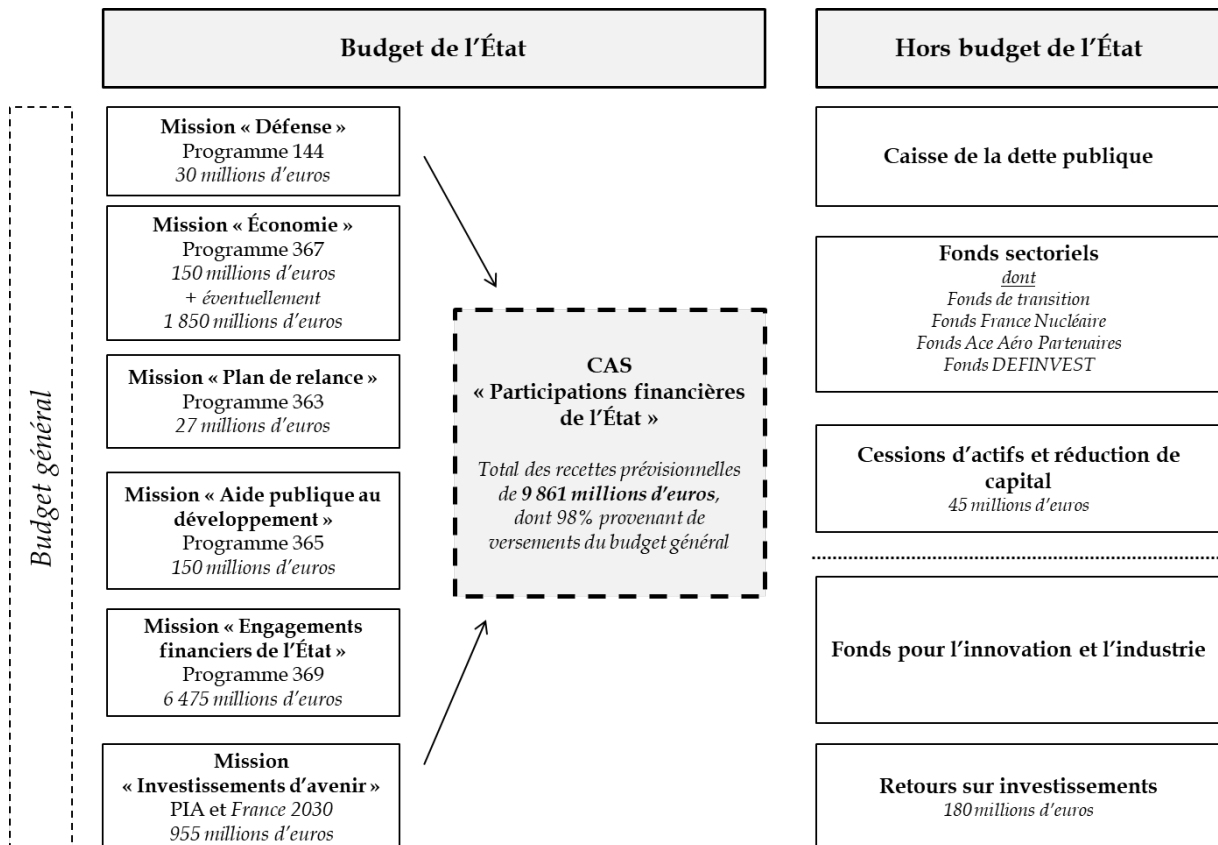 Budget de l’État
Hors budget de l’État
Budget général
Mission « Défense »
Programme 144
30 millions d’euros
Mission « Économie »
Programme 367
150 millions d’euros
+ éventuellement
1 850 millions d’euros
Mission « Plan de relance »
Programme 363
27 millions d’euros
Mission « Aide publique au
développement »
Programme 365
150 millions d’euros
Mission « Engagements
financiers de l’État »
Programme 369
6 475 millions d’euros
Mission
« Investissements d’avenir »
PIA et France 2030
955 millions d’euros
CAS
« Participations financières
de l’État »
Total des recettes prévisionnelles
de 9 861 millions d’euros,
dont 98% provenant de
versements du budget général
Caisse de la dette publique
Fonds sectoriels
dont
Fonds de transition
Fonds France Nucléaire
Fonds Ace Aéro Partenaires
Fonds DEFINVEST
Cessions d’actifs et réduction de
capital
45 millions d’euros
Fonds pour l’innovation et l’industrie
Retours sur investissements
180 millions d’euros